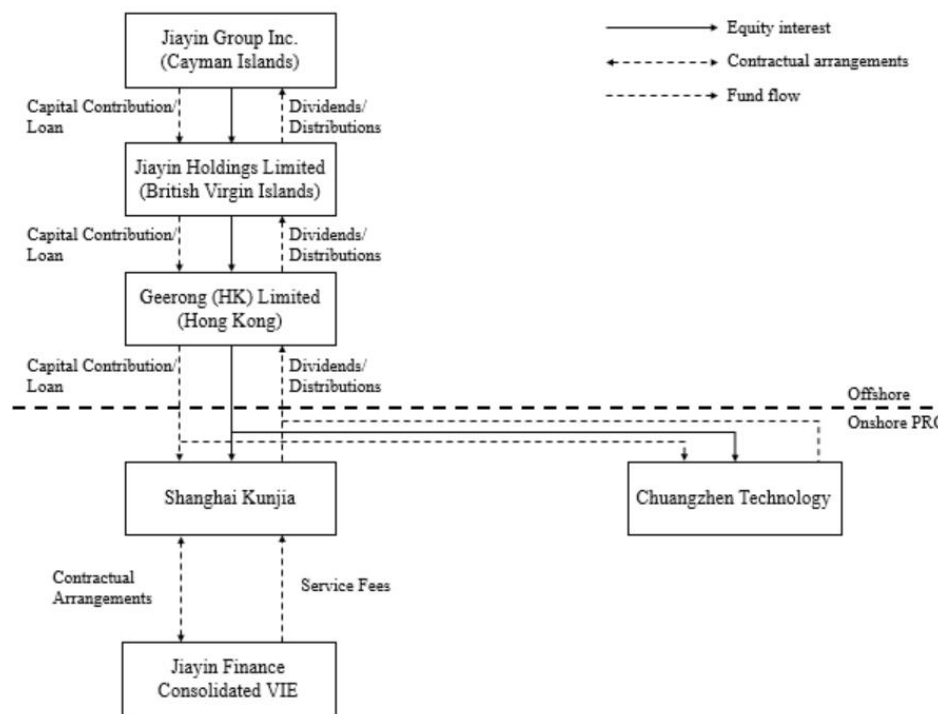 Jiayin Group Inc.
(Cayman Islands)
Equity interest
Contractual arrangements
Fund flow
Capital Contribution/
Loan
Dividends/
Distributions
Jiayin Holdings Limited
(British Virgin Islands)
Capital Contribution/
Loan
Dividends/
Distributions
Geerong (HK) Limited
(Hong Kong)
Capital Contribution/
Loan
Dividends/
Distributions
Offshore
Onshore PRC
Shanghai Kunjia
Chuangzhen Technology
Contractual
Arrangements
Service Fees
Jiayin Finance
Consolidated VIE